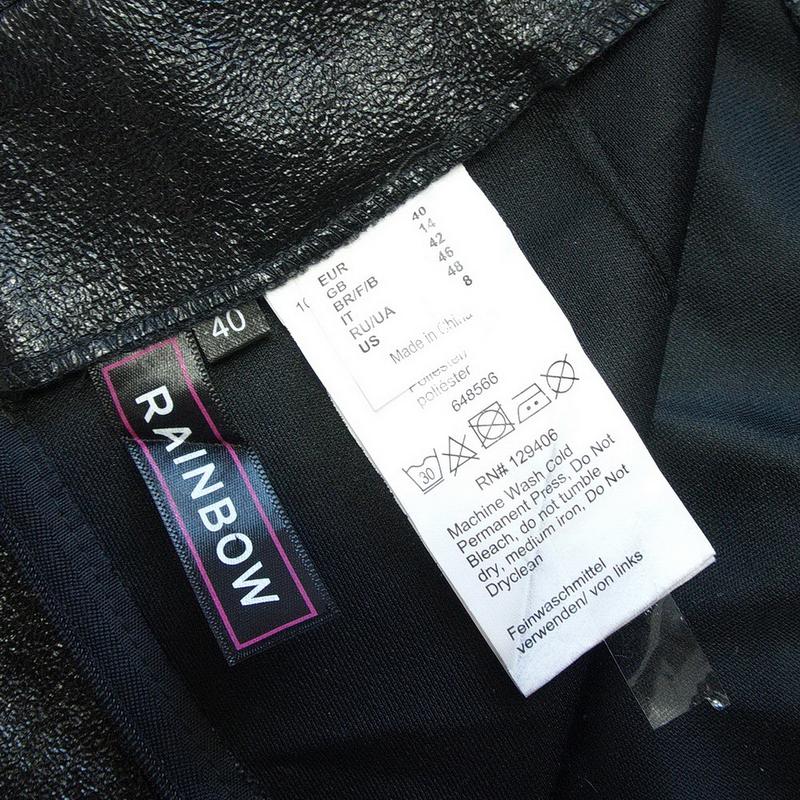 40
RAINBOW
EUR 40
GB 14
BR/F/B 42
IT 46
RU/UA 48
US 8
Made in China
poliéster
648566
30
RN# 129406
Machine Wash cold
Permanent Press, Do Not
Bleach, do not tumble
dry, medium iron, Do Not
Dryclean
Feinwaschmittel
verwenden/ von links